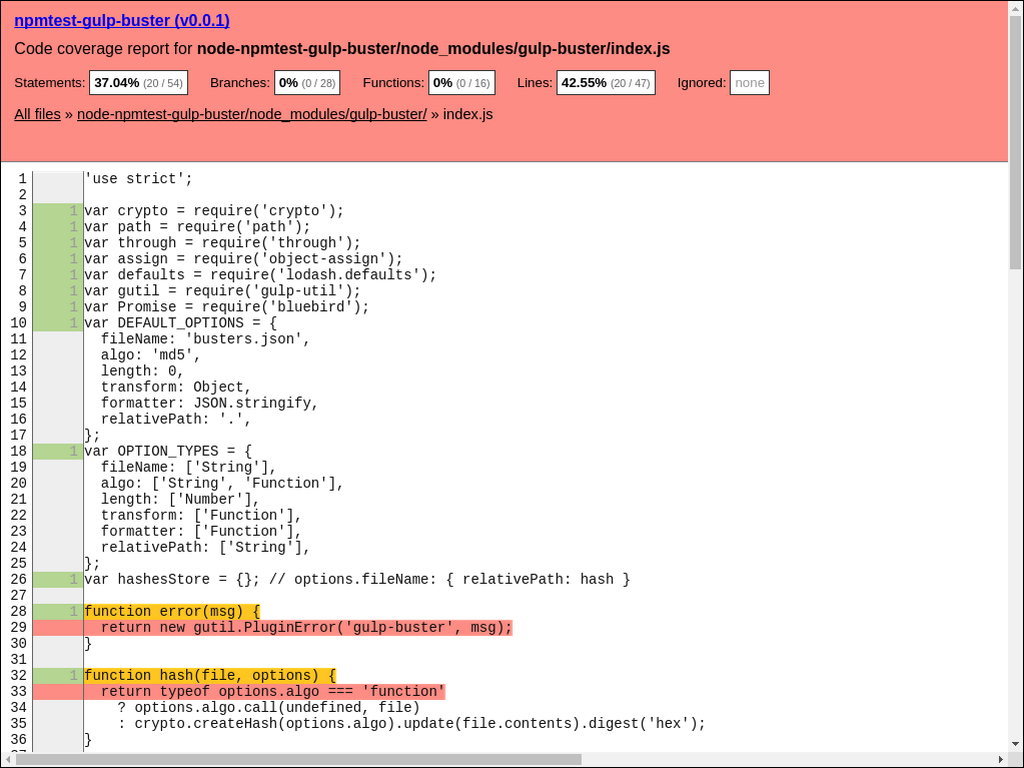 npmtest-gulp-buster (v0.0.1)
Code coverage report for node-npmtest-gulp-buster/node_modules/gulp-buster/index.js
Statements: 37.04% (20 / 54) Branches: 0% (0 / 28) Functions: 0% (0 / 16) Lines: 42.55% (20 / 47) Ignored: none
All files » node-npmtest-gulp-buster/node_modules/gulp-buster/ » index.js
1 'use strict';
2
3 1 var crypto = require('crypto');
4 1 var path = require('path');
5 1 var through = require('through');
6 1 var assign = require('object-assign');
7 1 var defaults = require('lodash.defaults');
8 1 var gutil = require('gulp-util');
9 1 var Promise = require('bluebird');
10 1 var DEFAULT_OPTIONS = {
11   fileName: 'busters.json',
12   algo: 'md5',
13   length: 0,
14   transform: Object,
15   formatter: JSON.stringify,
16   relativePath: '.',
17 };
18 1 var OPTION_TYPES = {
19   fileName: ['String'],
20   algo: ['String', 'Function'],
21   length: ['Number'],
22   transform: ['Function'],
23   formatter: ['Function'],
24   relativePath: ['String'],
25 };
26 1 var hashesStore = {}; // options.fileName: { relativePath: hash }
27
28 1 function error(msg) {
29   return new gutil.PluginError('gulp-buster', msg);
30 }
31
32 1 function hash(file, options) {
33   return typeof options.algo === 'function'
34     ? options.algo.call(undefined, file)
35     : crypto.createHash(options.algo).update(file.contents).digest('hex');
36 }